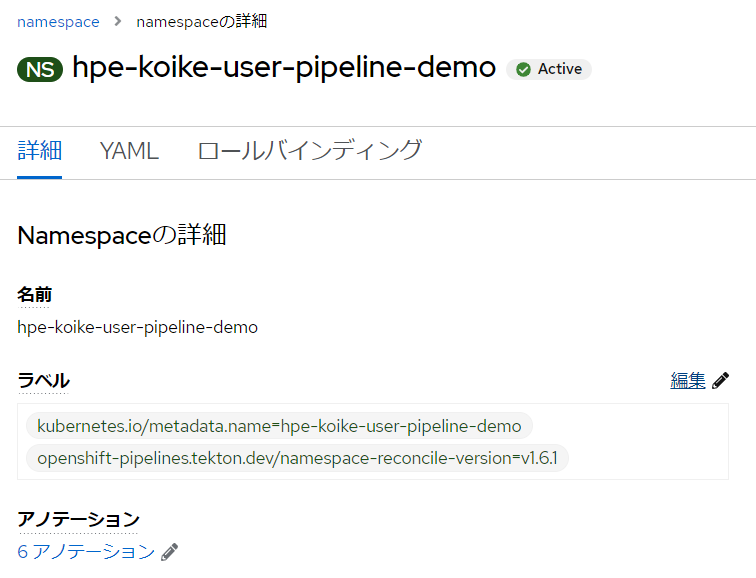 namespace > namespaceの詳細
NS hpe-koike-user-pipeline-demo Active
詳細 YAML ロールバインディング
Namespaceの詳細
名前
hpe-koike-user-pipeline-demo
ラベル 編集
kubernetes.io/metadata.name=hpe-koike-user-pipeline-demo
openshift-pipelines.tekton.dev/namespace-reconcile-version=v1.6.1
アノテーション
6 アノテーション